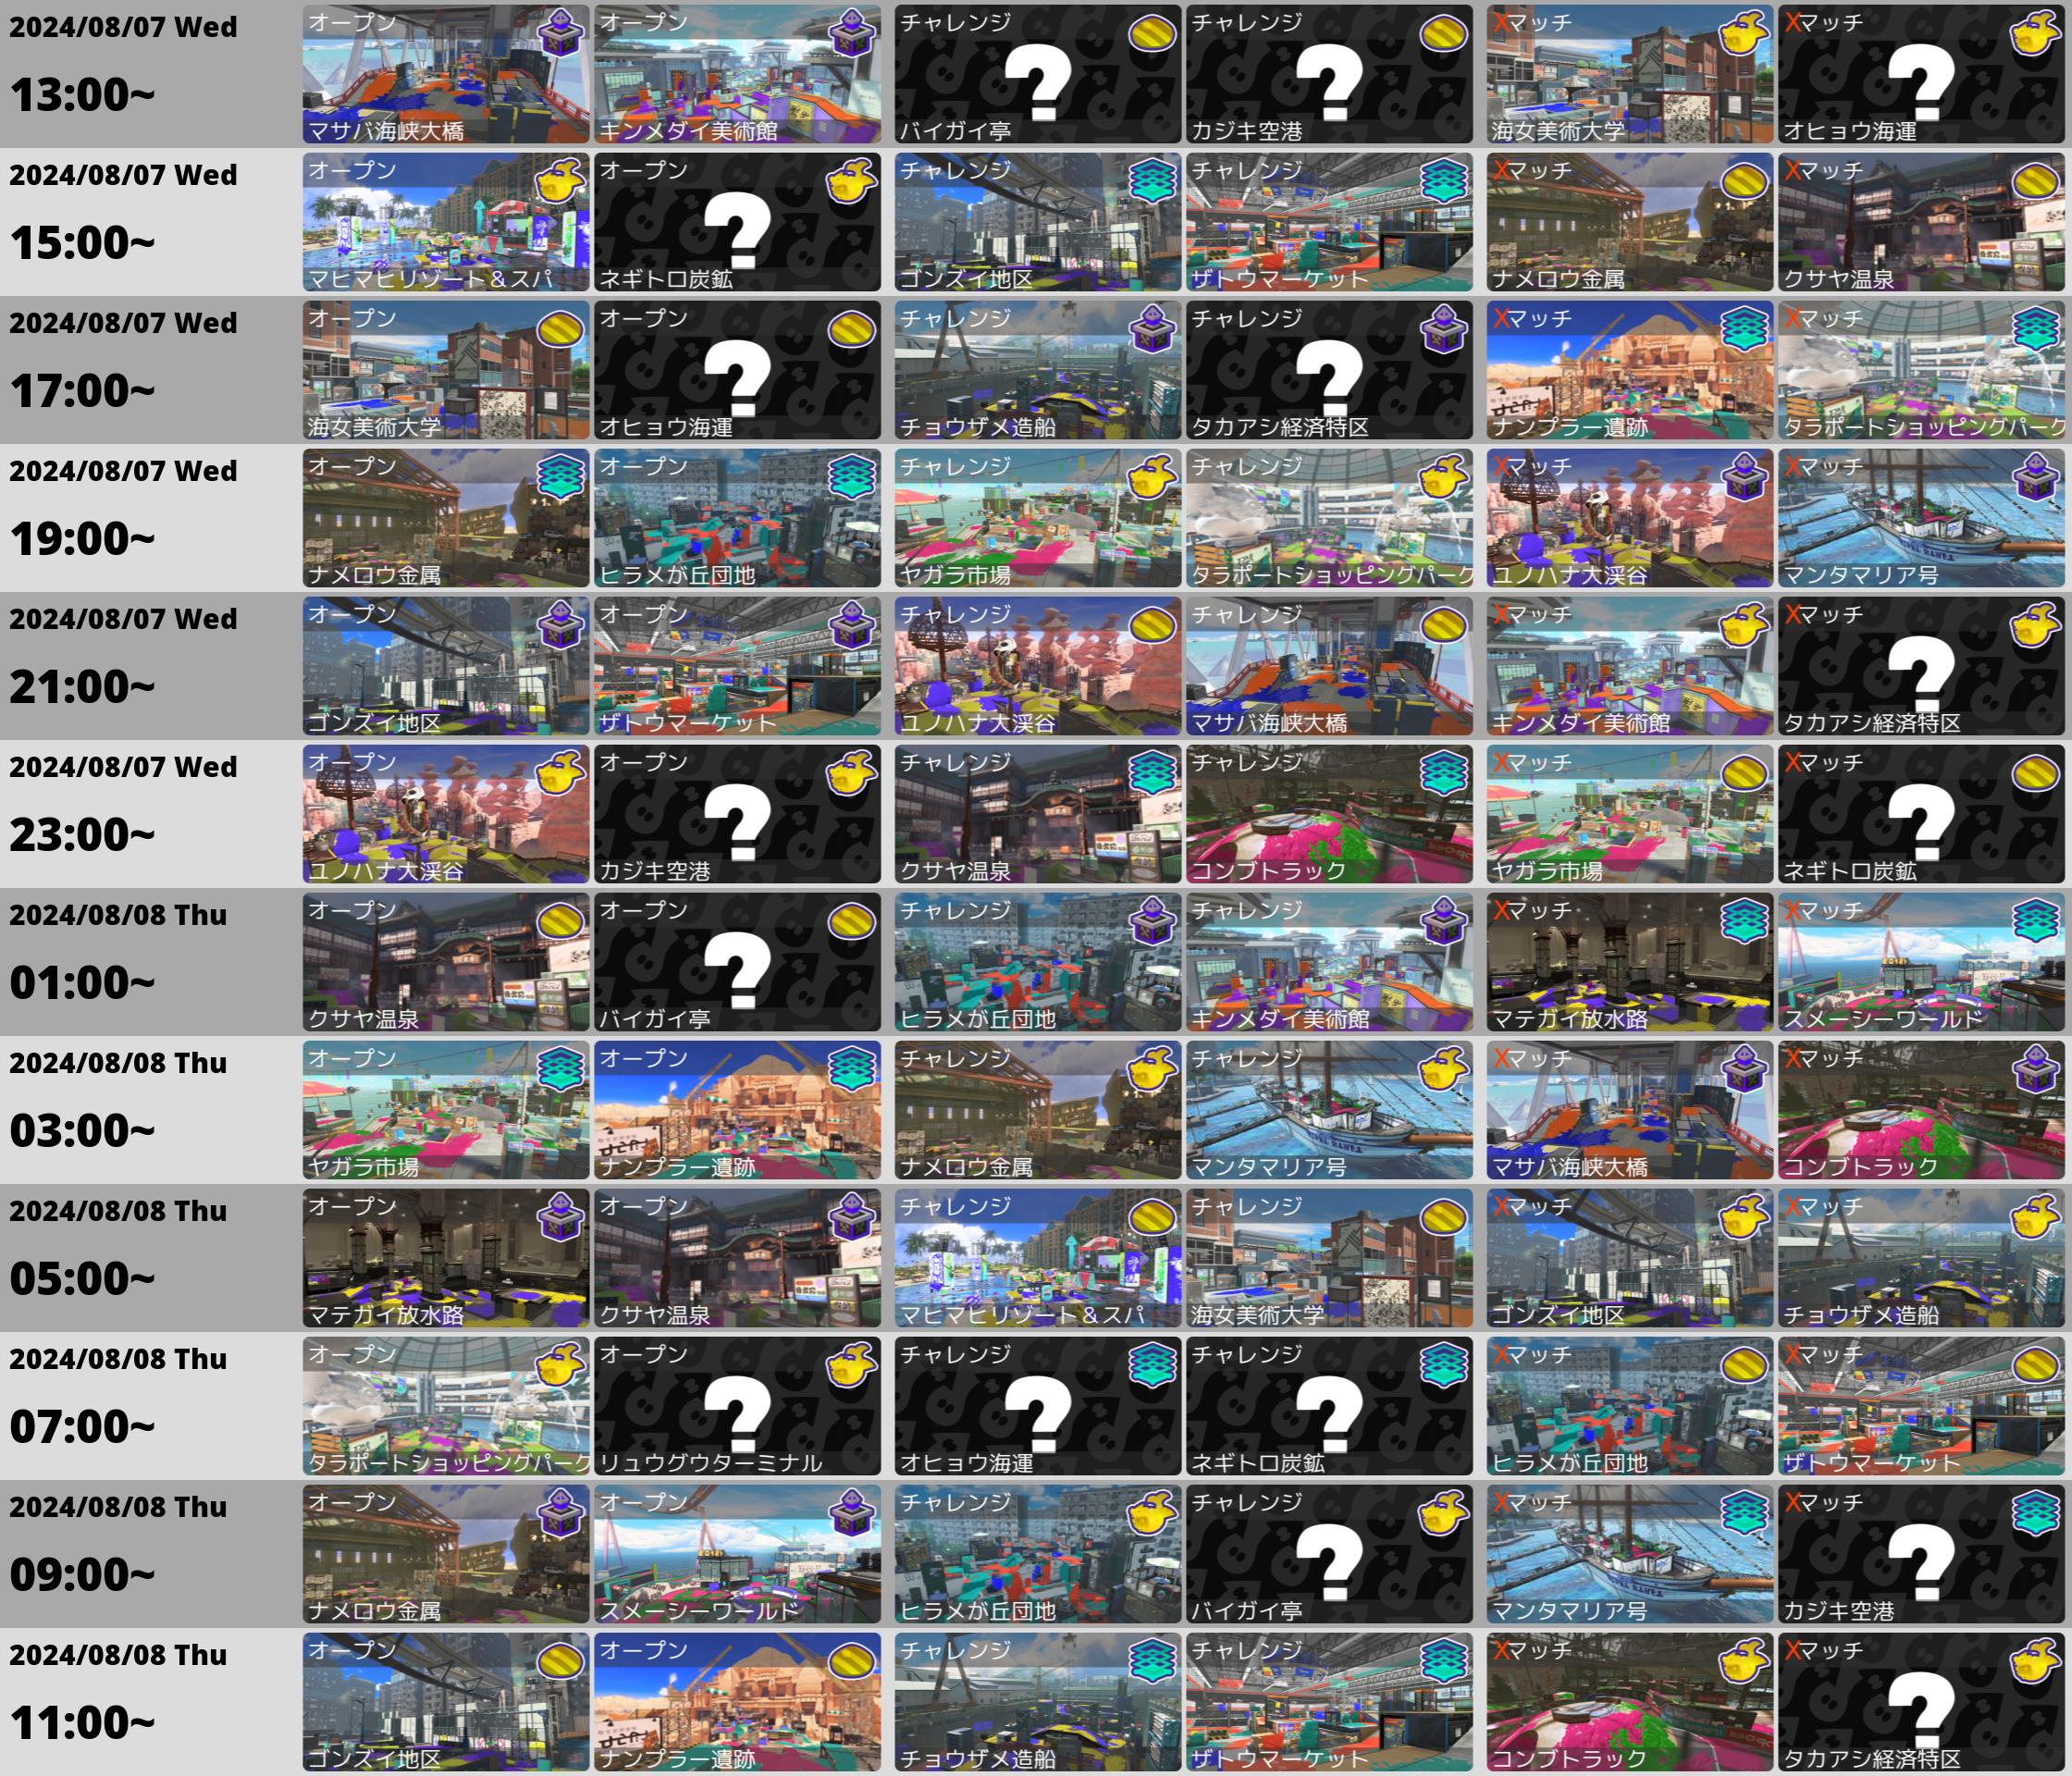 2024/08/07 Wed
13:00~
オープン
マサバ海峡大橋
オープン
キンメダイ美術館
チャレンジ
バイガイ亭
チャレンジ
カジキ空港
Xマッチ
海女美術大学
Xマッチ
オヒョウ海運
2024/08/07 Wed
15:00~
オープン
マヒマヒリゾート&スパ
オープン
ネギトロ炭鉱
チャレンジ
ゴンズイ地区
チャレンジ
ザトウマーケット
Xマッチ
ナメロウ金属
Xマッチ
クサヤ温泉
2024/08/07 Wed
17:00~
オープン
海女美術大学
オープン
オヒョウ海運
チャレンジ
チョウザメ造船
チャレンジ
タカアシ経済特区
Xマッチ
ナンプラー遺跡
Xマッチ
タラポートショッピングパーク
2024/08/07 Wed
19:00~
オープン
ナメロウ金属
オープン
ヒラメが丘団地
チャレンジ
ヤガラ市場
チャレンジ
タラポートショッピングパーク
Xマッチ
ユノハナ大渓谷
Xマッチ
マンタマリア号
2024/08/07 Wed
21:00~
オープン
ゴンズイ地区
オープン
ザトウマーケット
チャレンジ
ユノハナ大渓谷
チャレンジ
マサバ海峡大橋
Xマッチ
キンメダイ美術館
Xマッチ
タカアシ経済特区
2024/08/07 Wed
23:00~
オープン
ユノハナ大渓谷
オープン
カジキ空港
チャレンジ
クサヤ温泉
チャレンジ
コンブトラック
Xマッチ
ヤガラ市場
Xマッチ
ネギトロ炭鉱
2024/08/08 Thu
01:00~
オープン
クサヤ温泉
オープン
バイガイ亭
チャレンジ
ヒラメが丘団地
チャレンジ
キンメダイ美術館
Xマッチ
マテガイ放水路
Xマッチ
スメーシーワールド
2024/08/08 Thu
03:00~
オープン
ヤガラ市場
オープン
ナンプラー遺跡
チャレンジ
ナメロウ金属
チャレンジ
マンタマリア号
Xマッチ
マサバ海峡大橋
Xマッチ
コンブトラック
2024/08/08 Thu
05:00~
オープン
マテガイ放水路
オープン
クサヤ温泉
チャレンジ
マヒマヒリゾート&スパ
チャレンジ
海女美術大学
Xマッチ
ゴンズイ地区
Xマッチ
チョウザメ造船
2024/08/08 Thu
07:00~
オープン
タラポートショッピングパーク
オープン
リュウグウターミナル
チャレンジ
オヒョウ海運
チャレンジ
ネギトロ炭鉱
Xマッチ
ヒラメが丘団地
Xマッチ
ザトウマーケット
2024/08/08 Thu
09:00~
オープン
ナメロウ金属
オープン
スメーシーワールド
チャレンジ
ヒラメが丘団地
チャレンジ
バイガイ亭
Xマッチ
マンタマリア号
Xマッチ
カジキ空港
2024/08/08 Thu
11:00~
オープン
ゴンズイ地区
オープン
ナンプラー遺跡
チャレンジ
チョウザメ造船
チャレンジ
ザトウマーケット
Xマッチ
コンブトラック
Xマッチ
タカアシ経済特区